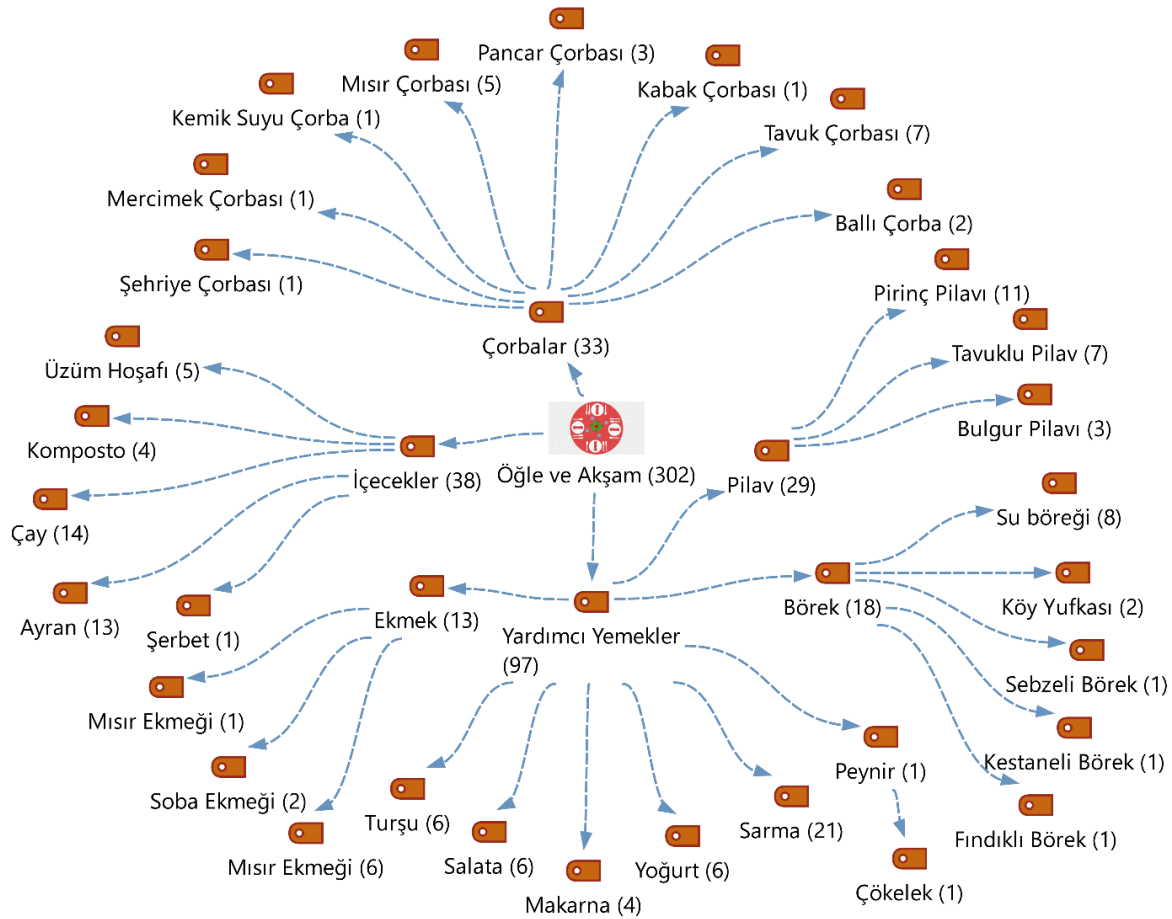 Pancar Çorbası (3)
Mısır Çorbası (5)
Kabak Çorbası (1)
Kemik Suyu Çorba (1)
Tavuk Çorbası (7)
Mercimek Çorbası (1)
Ballı Çorba (2)
Şehriye Çorbası (1)
Pirinç Pilavı (11)
Çorbalar (33)
Tavuklu Pilav (7)
Üzüm Hoşafı (5)
Bulgur Pilavı (3)
Komposto (4)
İçecekler (38)
Öğle ve Akşam (302)
Pilav (29)
Su böreği (8)
Çay (14)
Köy Yufkası (2)
Börek (18)
Ekmek (13)
Ayran (13)
Şerbet (1)
Yardımcı Yemekler
(97)
Sebzeli Börek (1)
Mısır Ekmeği (1)
Kestaneli Börek (1)
Peynir (1)
Soba Ekmeği (2)
Turşu (6)
Sarma (21)
Fındıklı Börek (1)
Mısır Ekmeği (6)
Salata (6)
Yoğurt (6)
Çökelek (1)
Makarna (4)